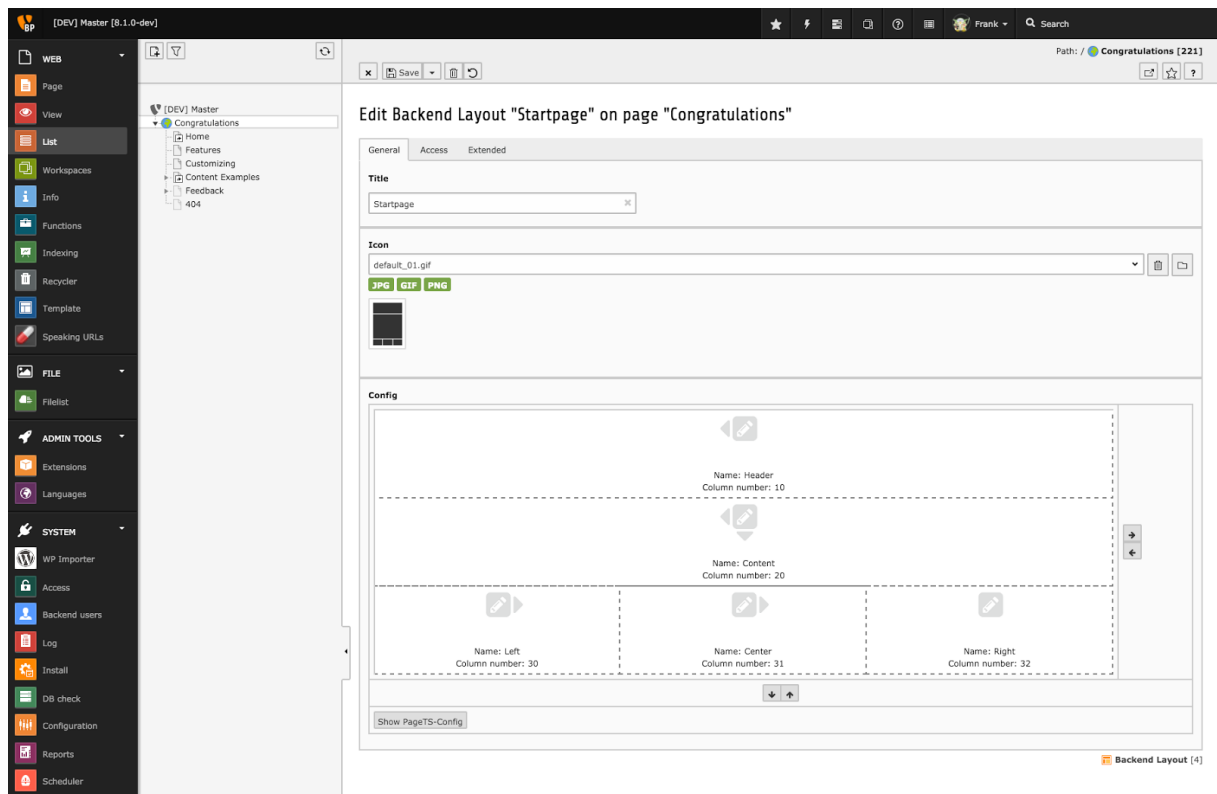 BP [DEV] Master [8.1.0-dev] Frank Search
WEB
Page
View
List
Workspaces
Info
Functions
Indexing
Recycler
Template
Speaking URLs
FILE
Filelist
ADMIN TOOLS
Extensions
Languages
SYSTEM
WP Importer
Access
Backend users
Log
Install
DB check
Configuration
Reports
Scheduler
[DEV] Master
Congratulations
Home
Features
Customizing
Content Examples
Feedback
404
Path: / Congratulations [221]
Save
Edit Backend Layout "Startpage" on page "Congratulations"
General Access Extended
Title
Startpage
Icon
default_01.gif
JPG GIF PNG
Config
Name: Header
Column number: 10
Name: Content
Column number: 20
Name: Left Name: Center Name: Right
Column number: 30 Column number: 31 Column number: 32
Show PageTS-Config
Backend Layout [4]